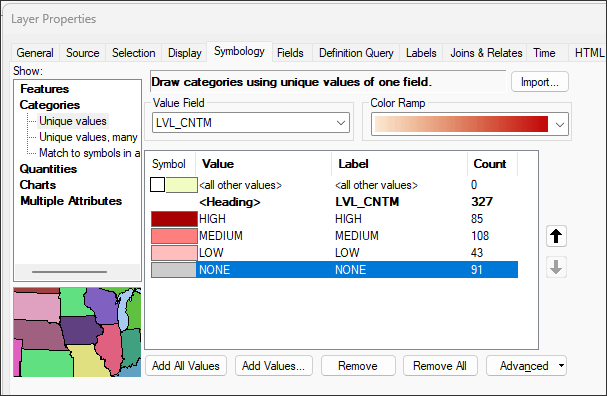 Layer Properties
General Source Selection Display Symbology Fields Definition Query Labels Joins & Relates Time HTML
Show:
Features
Categories
Unique values
Unique values, many
Match to symbols in a
Quantities
Charts
Multiple Attributes
Draw categories using unique values of one field.
Import...
Value Field
LVL_CNTM
Color Ramp
Symbol Value Label Count
<all other values> <all other values> 0
<Heading> LVL_CNTM 327
HIGH HIGH 85
MEDIUM MEDIUM 108
LOW LOW 43
NONE NONE 91
Add All Values Add Values... Remove Remove All Advanced